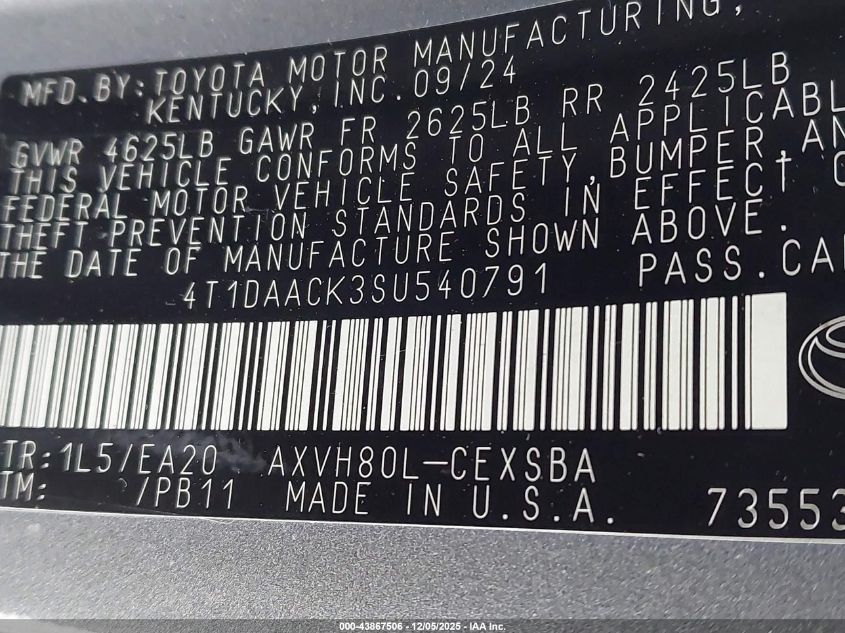 MFD. BY: TOYOTA MOTOR MANUFACTURING,
KENTUCKY, INC. 09/24
GVWR 4625LB GAWR FR 2625LB RR 2425LB
THIS VEHICLE CONFORMS TO ALL APPLICABL
FEDERAL MOTOR VEHICLE SAFETY, BUMPER, AN
THEFT PREVENTION STANDARDS IN EFFECT O
THE DATE OF MANUFACTURE SHOWN ABOVE.
4T1DAACK3SU540791 PASS. CA
TR: 1L5/EA20 AXVH80L-CEXSBA
TM: /PB11 MADE IN U.S.A. 73553
000-43867506 - 12/05/2025 - IAA Inc.